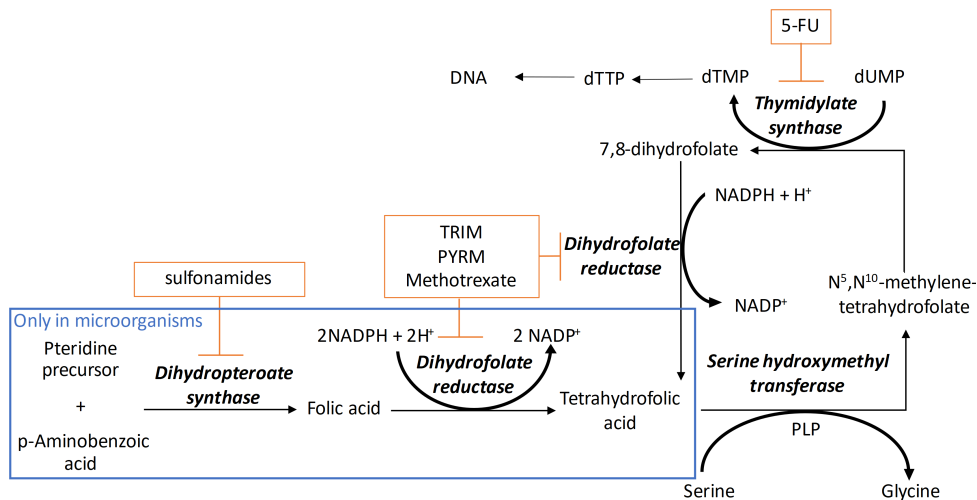 5-FU
DNA
dTTP
dTMP
dUMP
Thymidylate
synthase
7,8-dihydrofolate
NADPH + H⁺
TRIM
PYRM
Methotrexate
Dihydrofolate
reductase
sulfonamides
N⁵,N¹⁰-methylene-
tetrahydrofolate
NADP⁺
Only in microorganisms
Pteridine
precursor
+
p-Aminobenzoic
acid
Dihydropteroate
synthase
Folic acid
2NADPH + 2H⁺
2 NADP⁺
Dihydrofolate
reductase
Tetrahydrofolic
acid
Serine hydroxymethyl
transferase
PLP
Serine
Glycine